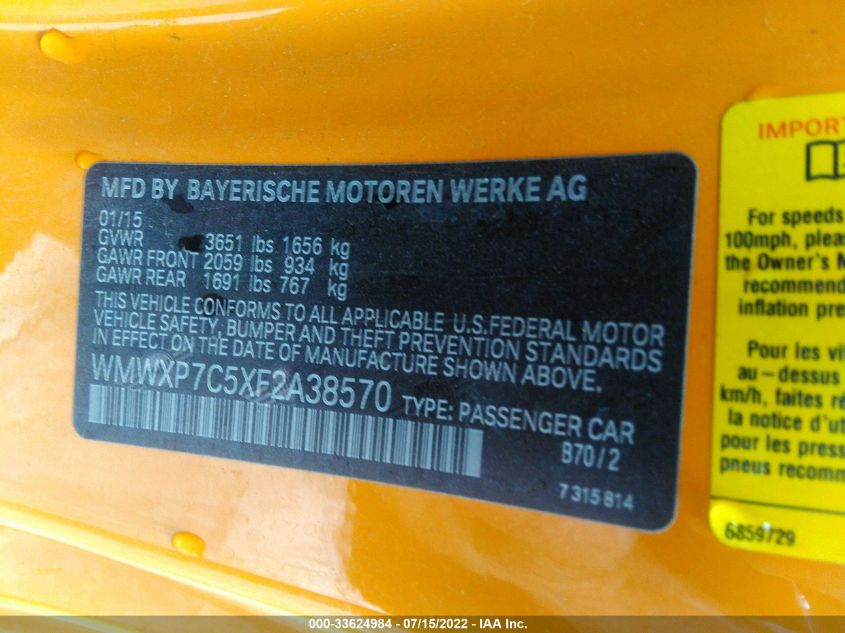 MFD BY BAYERISCHE MOTOREN WERKE AG
01/15
GVWR 3651 lbs 1656 kg
GAWR FRONT 2059 lbs 934 kg
GAWR REAR 1691 lbs 767 kg
THIS VEHICLE CONFORMS TO ALL APPLICABLE U.S.FEDERAL MOTOR
VEHICLE SAFETY, BUMPER AND THEFT PREVENTION STANDARDS
IN EFFECT ON THE DATE OF MANUFACTURE SHOWN ABOVE.
WMWXP7C5XF2A38570 TYPE: PASSENGER CAR
B70/2
7 315 814
IMPORT
For speeds
100mph, pleas
the Owner's M
recommend
inflation pre
Pour les vit
au-dessus
km/h, faites ré
la notice d'ut
pour les press
pneus recomm
6859729
000-33624984 - 07/15/2022 - IAA Inc.